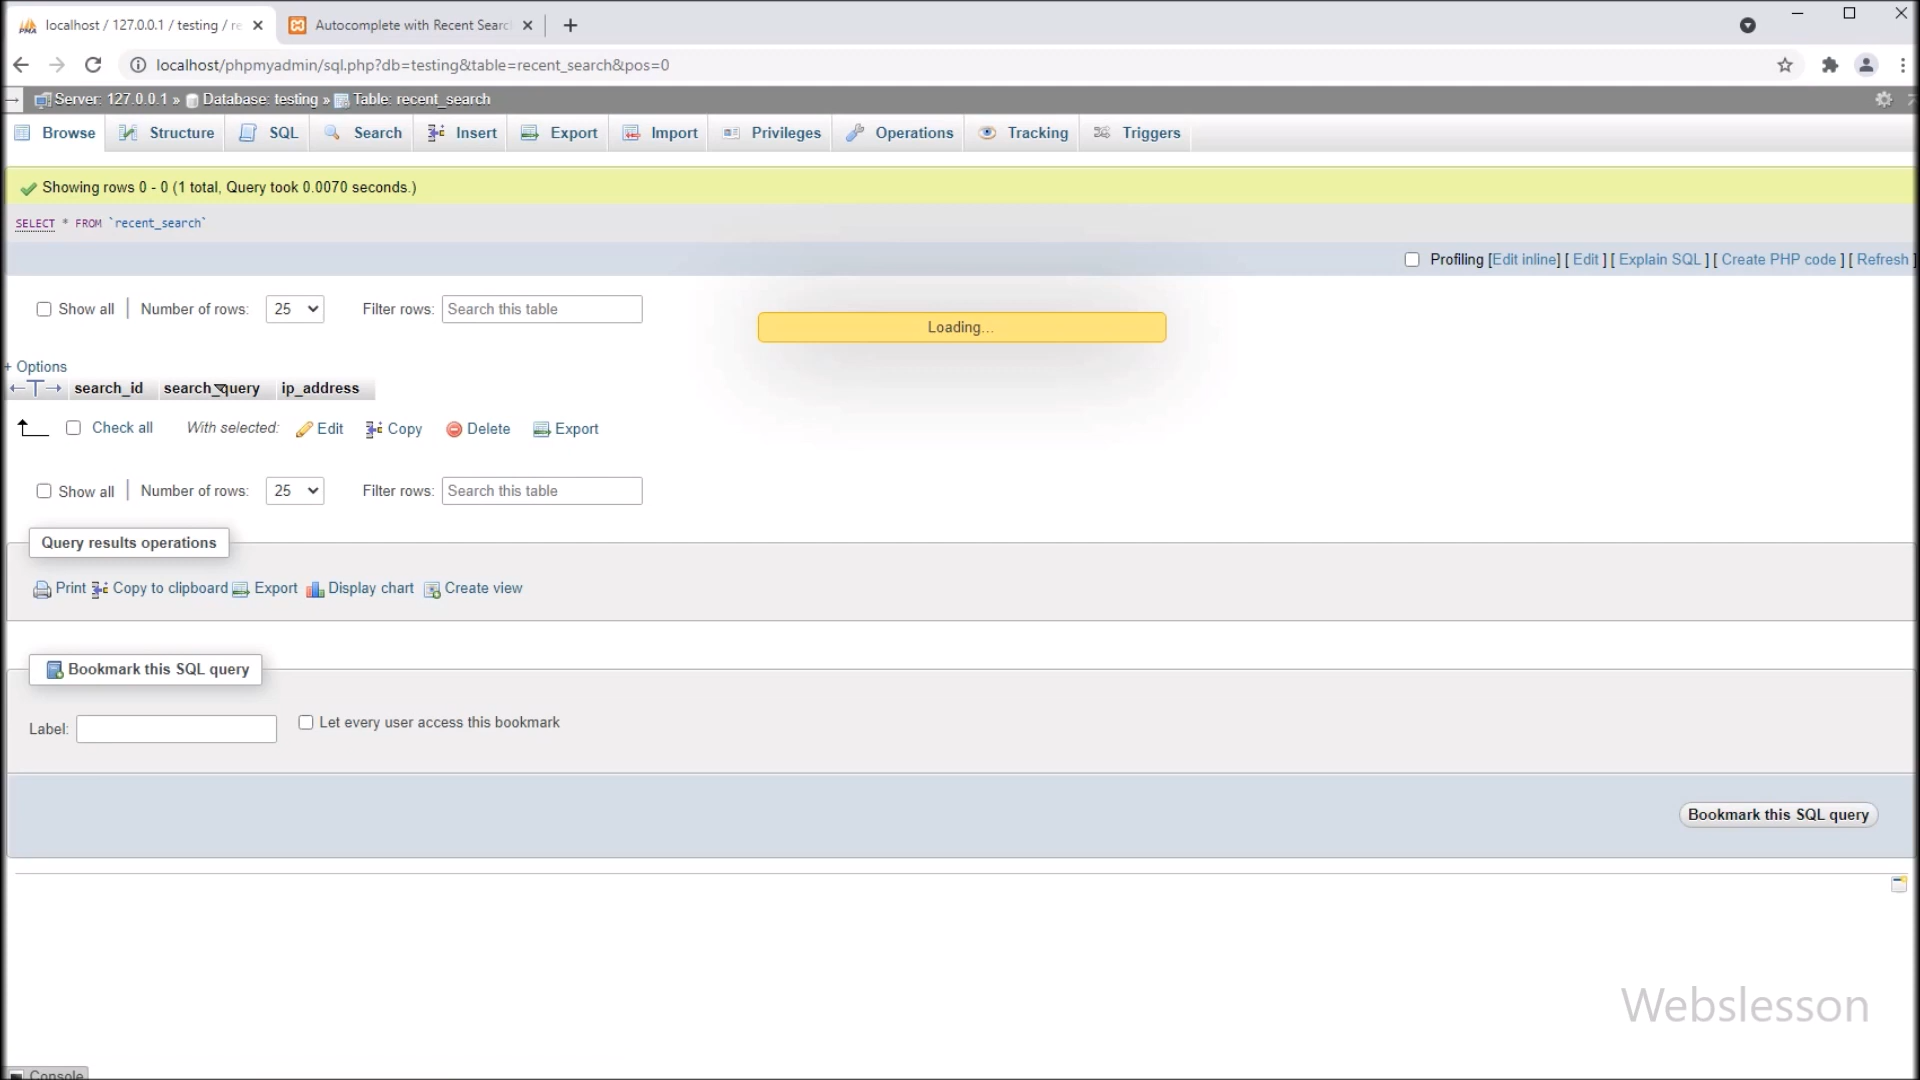 localhost / 127.0.0.1 / testing / re
Autocomplete with Recent Searc
localhost/phpmyadmin/sql.php?db=testing&table=recent_search&pos=0
Server: 127.0.0.1 » Database: testing » Table: recent_search
Browse Structure SQL Search Insert Export Import Privileges Operations Tracking Triggers
Showing rows 0 - 0 (1 total, Query took 0.0070 seconds.)
SELECT * FROM `recent_search`
Profiling [Edit inline] [ Edit ] [ Explain SQL ] [ Create PHP code ] [ Refresh ]
Show all | Number of rows: 25 Filter rows: Search this table
Loading...
+ Options
search_id search_query ip_address
Check all With selected: Edit Copy Delete Export
Show all | Number of rows: 25 Filter rows: Search this table
Query results operations
Print Copy to clipboard Export Display chart Create view
Bookmark this SQL query
Label: Let every user access this bookmark
Bookmark this SQL query
Webslesson
Console